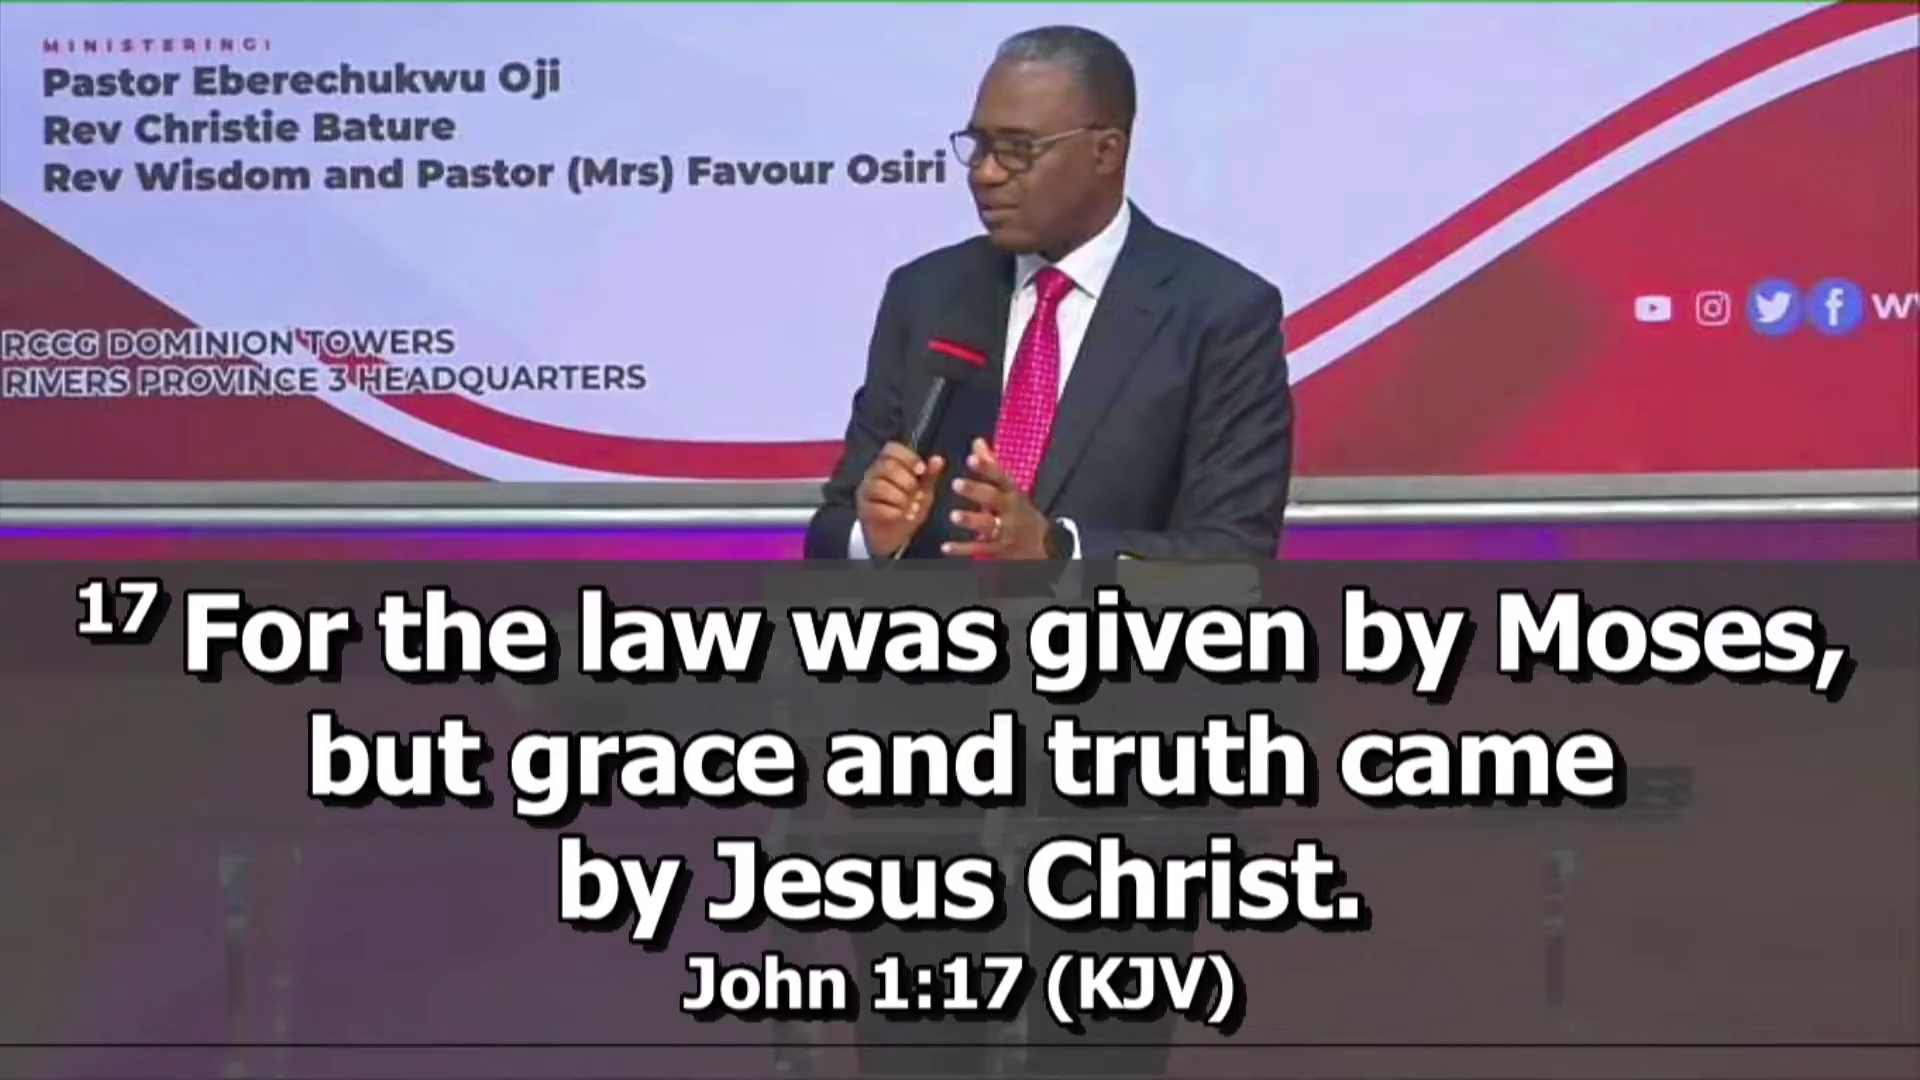 MINISTERING:
Pastor Eberechukwu Oji
Rev Christie Bature
Rev Wisdom and Pastor (Mrs) Favour Osiri
RCCG DOMINION TOWERS
RIVERS PROVINCE 3 HEADQUARTERS
17 For the law was given by Moses,
but grace and truth came
by Jesus Christ.
John 1:17 (KJV)